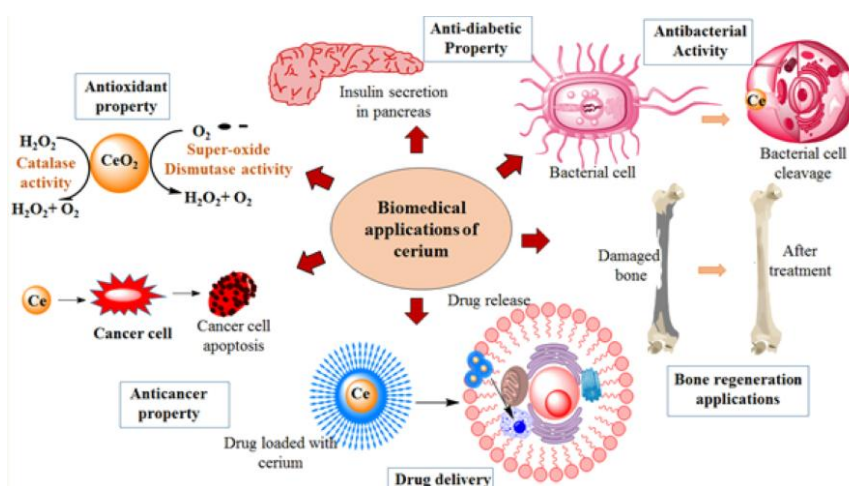 Anti-diabetic
Property
Antibacterial
Activity
Antioxidant
property
Insulin secretion
in pancreas
Ce
H₂O₂
O₂ -
CeO₂
Catalase
activity
Super-oxide
Dismutase activity
H₂O₂+ O₂
H₂O₂+ O₂
Bacterial cell
Bacterial cell
cleavage
Biomedical
applications of
cerium
Damaged
bone
After
treatment
Ce
Cancer cell
Cancer cell
apoptosis
Drug release
Anticancer
property
Ce
Bone regeneration
applications
Drug loaded with
cerium
Drug delivery